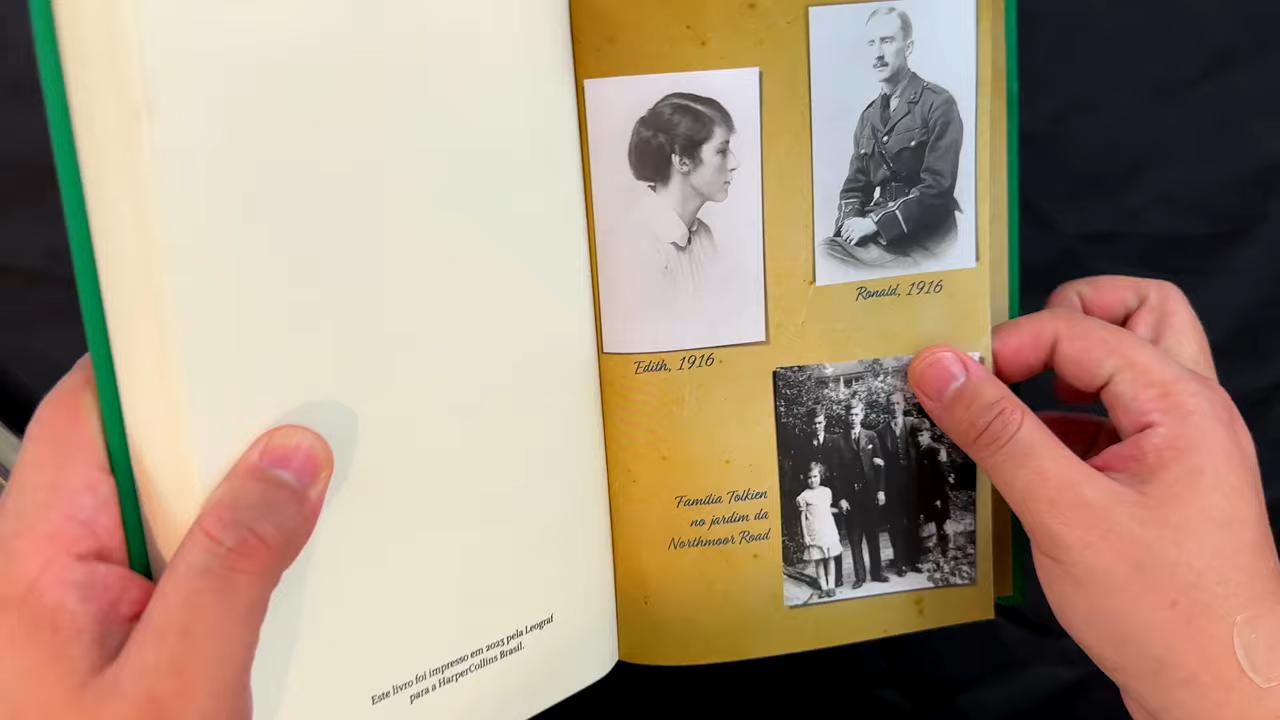 Este livro foi impresso em 2023 pela Leograf
para a HarperCollins Brasil.
Edith, 1916
Ronald, 1916
Família Tolkien
no jardim da
Northmoor Road